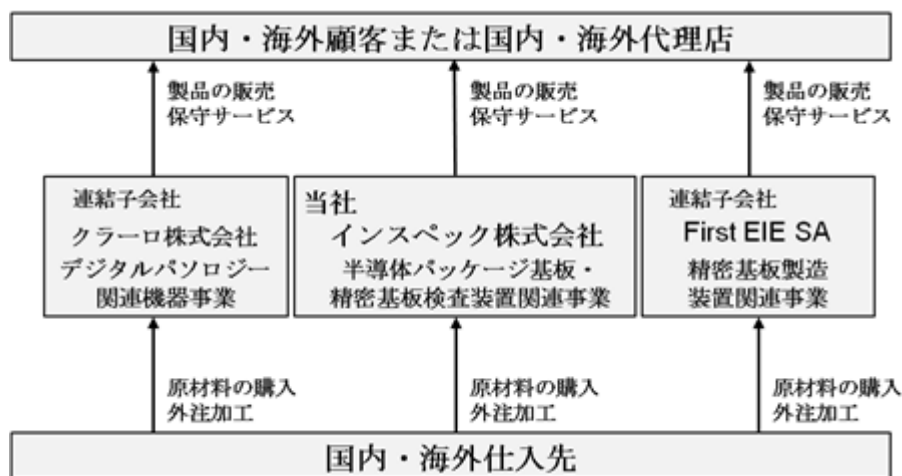 国内・海外顧客または国内・海外代理店
製品の販売
保守サービス
製品の販売
保守サービス
製品の販売
保守サービス
連結子会社
クラーロ株式会社
デジタルパソロジー
関連機器事業
当社
インスペック株式会社
半導体パッケージ基板・
精密基板検査装置関連事業
連結子会社
First EIE SA
精密基板製造
装置関連事業
原材料の購入
外注加工
原材料の購入
外注加工
原材料の購入
外注加工
国内・海外仕入先